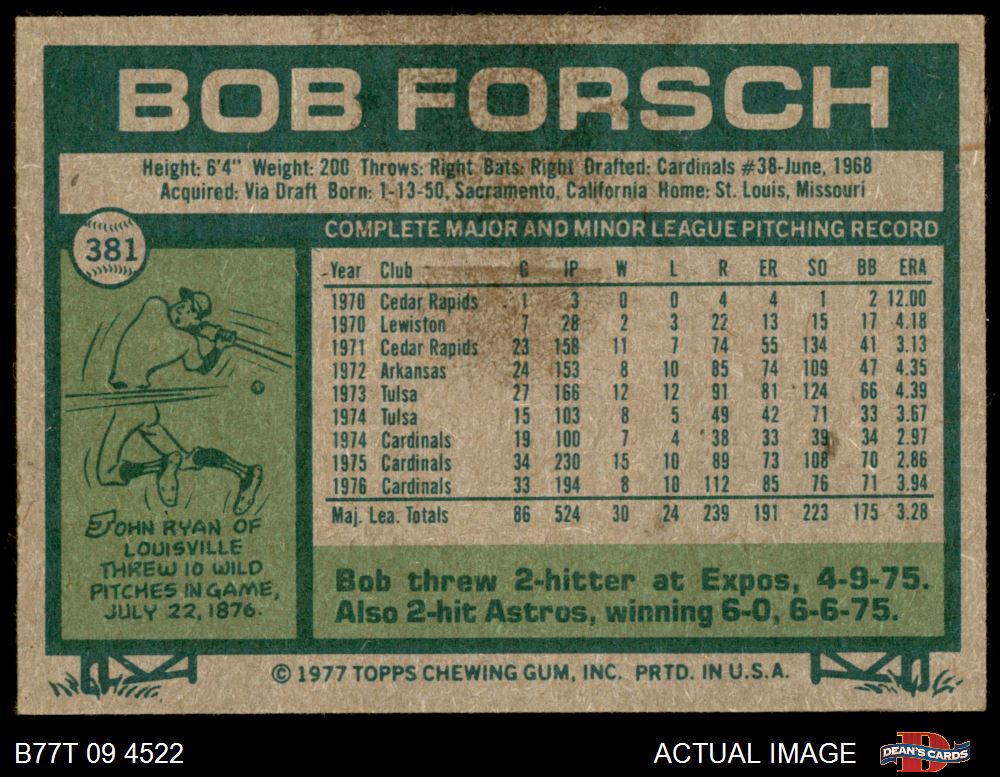 BOB FORSCH
Height: 6'4" Weight: 200 Throws: Right Bats: Right Drafted: Cardinals #38-June, 1968
Acquired: Via Draft Born: 1-13-50, Sacramento, California Home: St. Louis, Missouri
381
COMPLETE MAJOR AND MINOR LEAGUE PITCHING RECORD
Year Club G IP W L R ER SO BB ERA
1970 Cedar Rapids 1 3 0 0 4 4 1 2 12.00
1970 Lewiston 7 28 2 3 22 13 15 17 4.18
1971 Cedar Rapids 23 158 11 7 74 55 134 41 3.13
1972 Arkansas 24 153 8 10 85 74 109 47 4.35
1973 Tulsa 27 166 12 12 91 81 124 66 4.39
1974 Tulsa 15 103 8 5 49 42 71 33 3.67
1974 Cardinals 19 100 7 4 38 33 39 34 2.97
1975 Cardinals 34 230 15 10 89 73 108 70 2.86
1976 Cardinals 33 194 8 10 112 85 76 71 3.94
Maj. Lea. Totals 86 524 30 24 239 191 223 175 3.28
JOHN RYAN OF
LOUISVILLE
THREW 10 WILD
PITCHES IN GAME,
JULY 22, 1876.
Bob threw 2-hitter at Expos, 4-9-75.
Also 2-hit Astros, winning 6-0, 6-6-75.
© 1977 TOPPS CHEWING GUM, INC. PRTD. IN U.S.A.
B77T 09 4522
ACTUAL IMAGE
DEAN'S CARDS